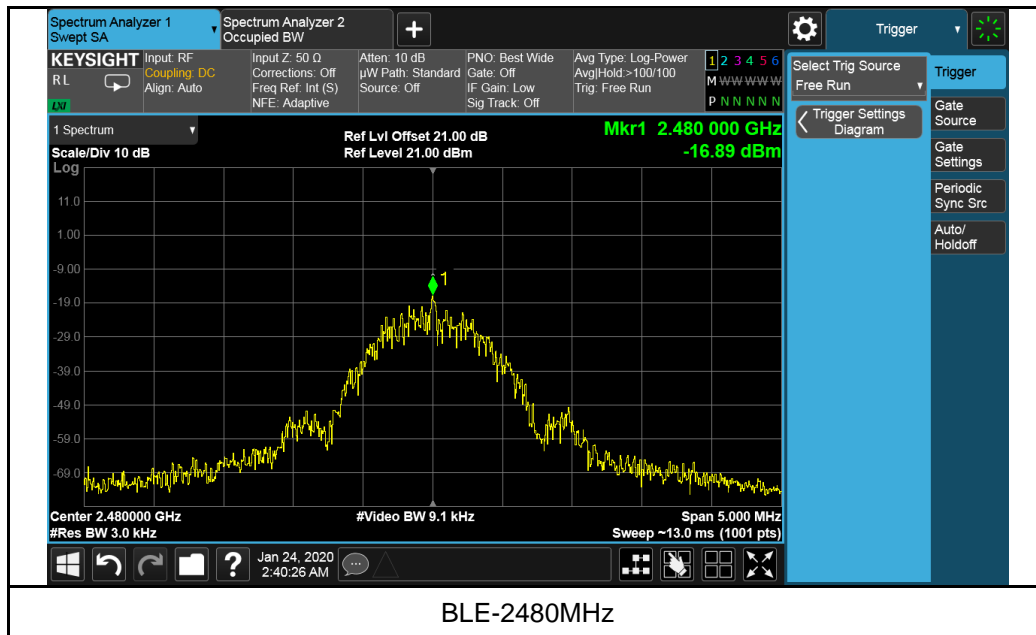 Spectrum Analyzer 1
Swept SA
Spectrum Analyzer 2
Occupied BW
Trigger
KEYSIGHT
R L
LXI
Input: RF
Coupling: DC
Align: Auto
Input Z: 50 Ω
Corrections: Off
Freq Ref: Int (S)
NFE: Adaptive
Atten: 10 dB
µW Path: Standard
Source: Off
PNO: Best Wide
Gate: Off
IF Gain: Low
Sig Track: Off
Avg Type: Log-Power
Avg|Hold:>100/100
Trig: Free Run
1 2 3 4 5 6
M W W W W W
P N N N N N
Select Trig Source
Free Run
Trigger Settings
Diagram
Trigger
Gate
Source
Gate
Settings
Periodic
Sync Src
Auto/
Holdoff
1 Spectrum
Scale/Div 10 dB
Ref Lvl Offset 21.00 dB
Ref Level 21.00 dBm
Mkr1 2.480 000 GHz
-16.89 dBm
Log
11.0
1.00
-9.00
-19.0
-29.0
-39.0
-49.0
-59.0
-69.0
1
Center 2.480000 GHz
#Res BW 3.0 kHz
#Video BW 9.1 kHz
Span 5.000 MHz
Sweep ~13.0 ms (1001 pts)
?
Jan 24, 2020
2:40:26 AM
BLE-2480MHz